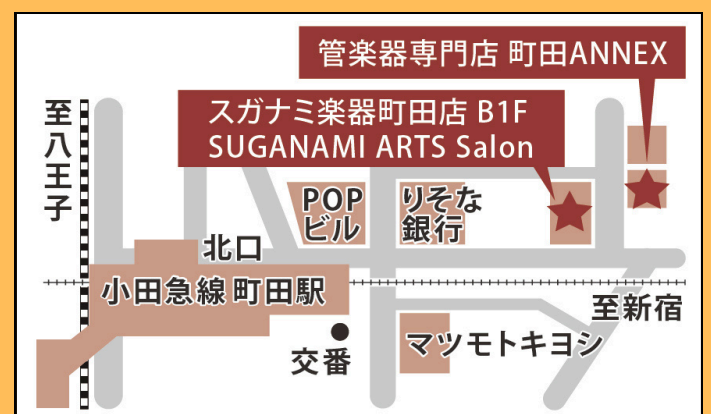 管楽器専門店 町田ANNEX
スガナミ楽器町田店 B1F
SUGANAMI ARTS Salon
至八王子
POP
ビル
りそな
銀行
北口
小田急線 町田駅
至新宿
交番
マツモトキヨシ